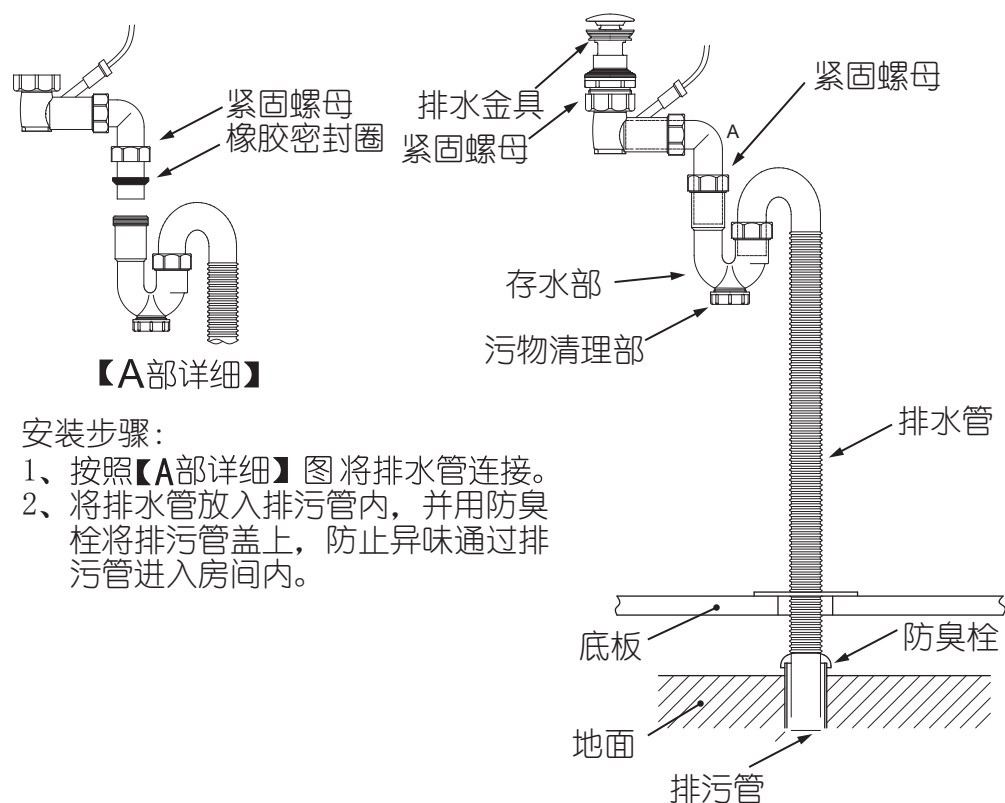 紧固螺母
橡胶密封圈
【A部详细】
排水金具
紧固螺母
A
紧固螺母
存水部
污物清理部
排水管
底板
防臭栓
地面
排污管
安装步骤:
1、按照【A部详细】图将排水管连接。
2、将排水管放入排污管内，并用防臭
栓将排污管盖上，防止异味通过排
污管进入房间内。